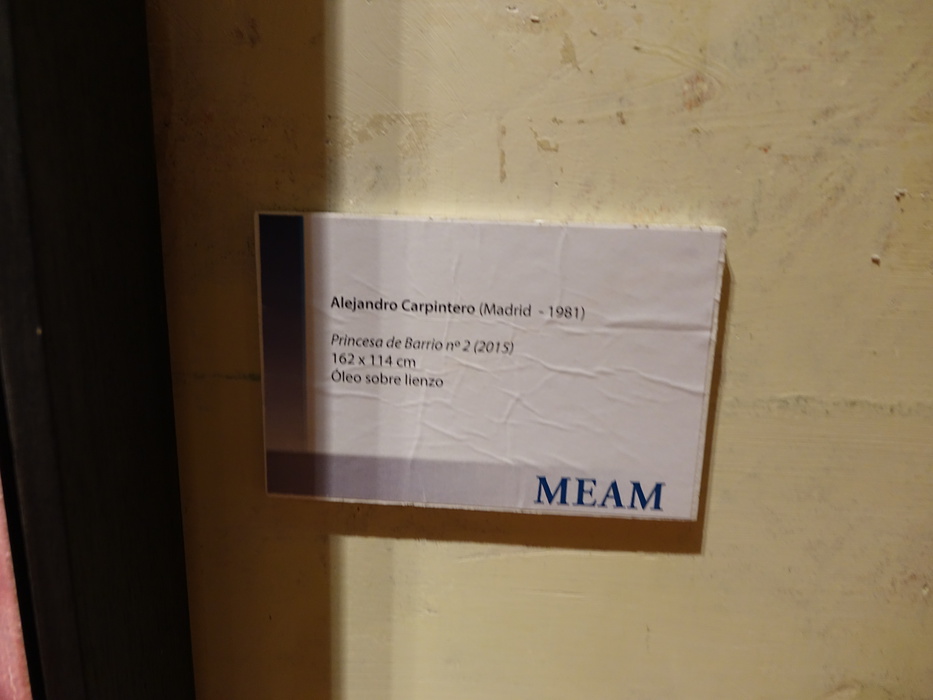 Alejandro Carpintero (Madrid - 1981)
Princesa de Barrio nº 2 (2015)
162 x 114 cm
Óleo sobre lienzo
MEAM